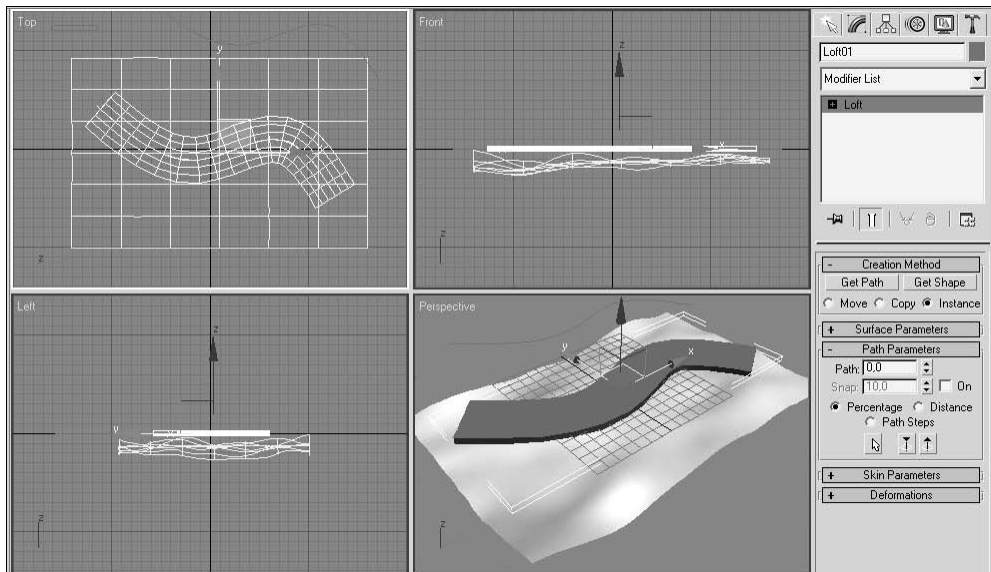 Top
Front
y
z
x
z
z
Left
Perspective
z
y
z
y
x
z
Loft01
Modifier List
Loft
Creation Method
Get Path
Get Shape
Move
Copy
Instance
Surface Parameters
Path Parameters
Path: 0,0
Snap: 10,0
On
Percentage
Distance
Path Steps
Skin Parameters
Deformations